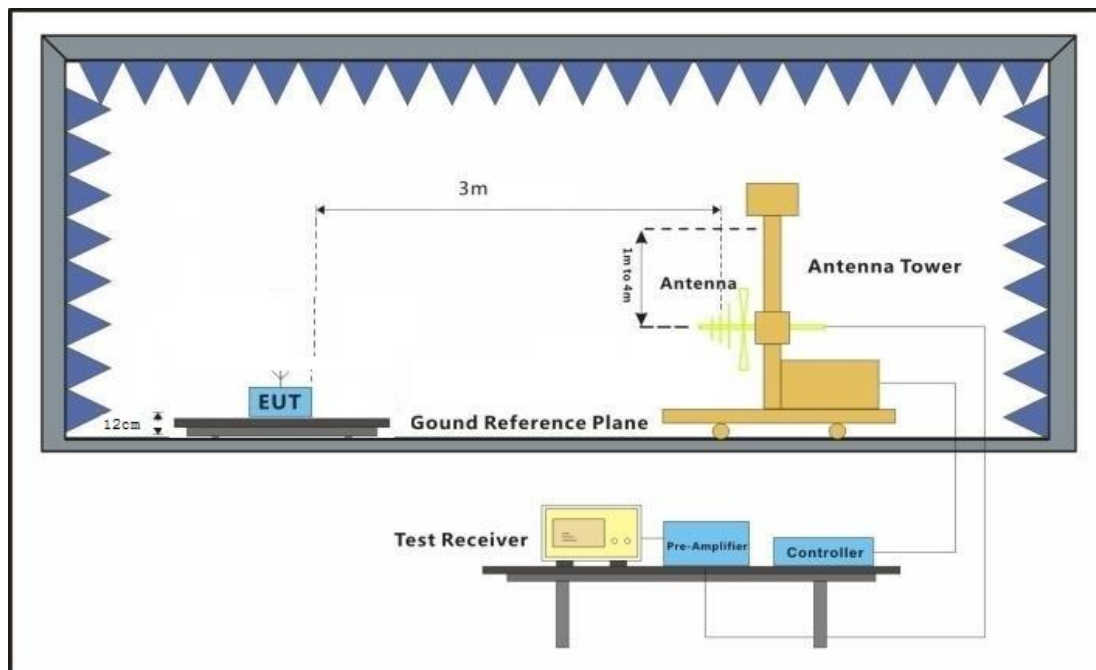 3m
1m to 4m
Antenna
Antenna Tower
EUT
12cm
Gound Reference Plane
Test Receiver
Pre-Amplifier
Controller